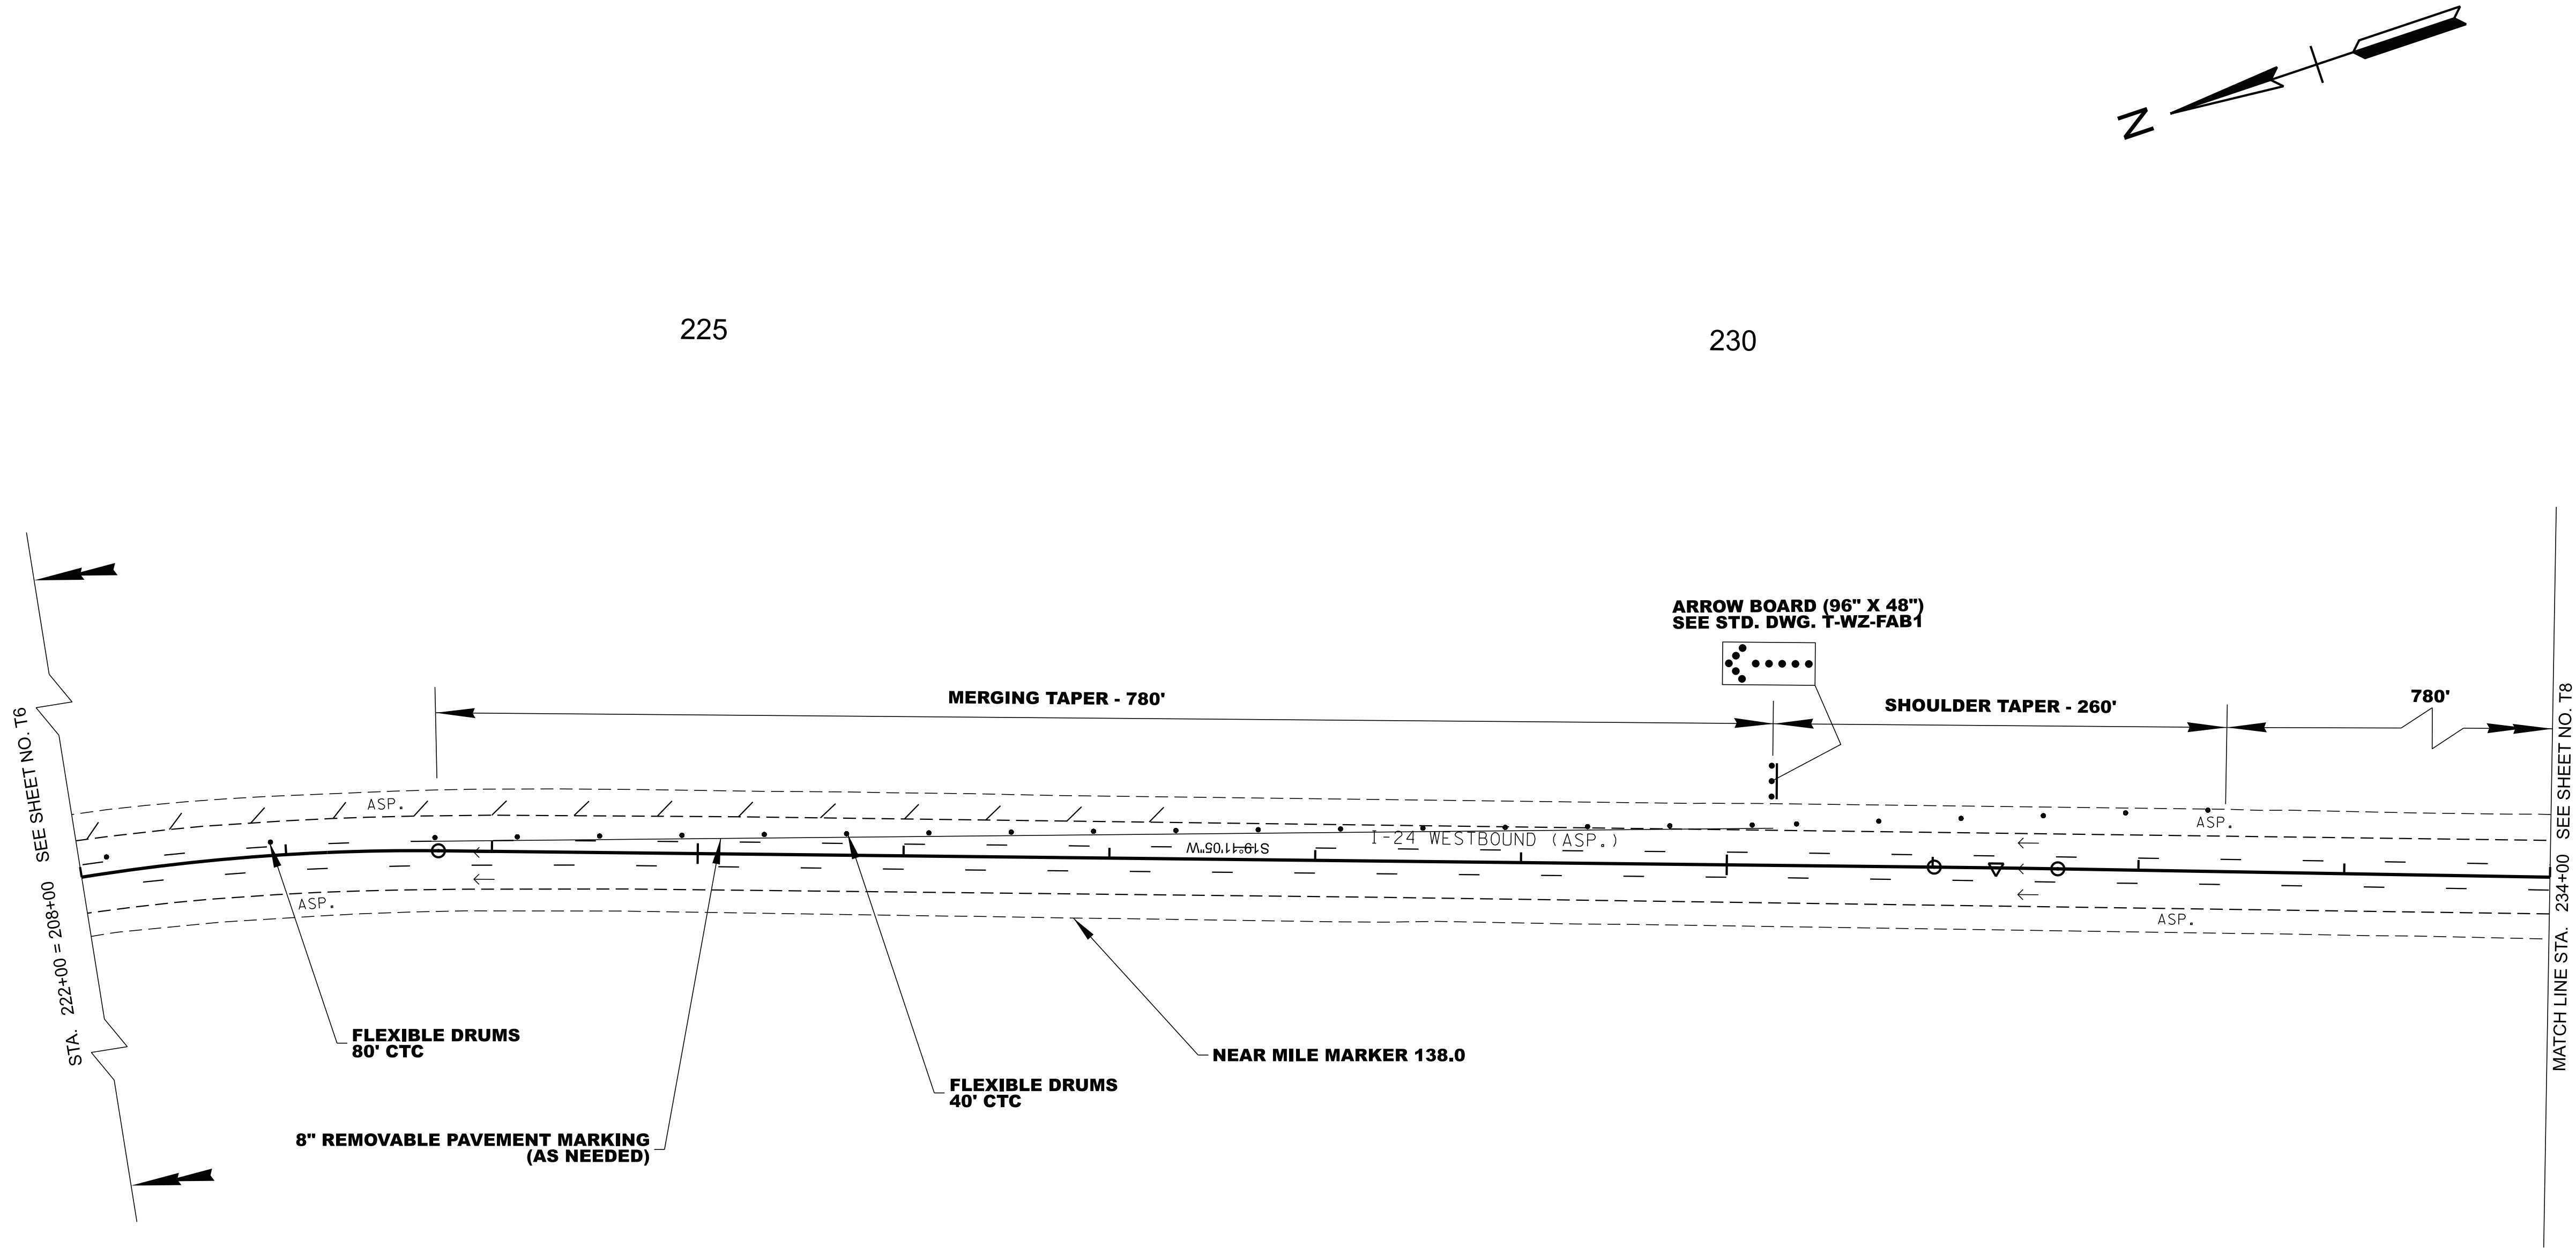 N
225
230
ARROW BOARD (96" X 48")
SEE STD. DWG. T-WZ-FAB1
MERGING TAPER - 780'
SHOULDER TAPER - 260'
780'
STA. 222+00 = 208+00 SEE SHEET NO. T6
MATCH LINE STA. 234+00 SEE SHEET NO. T8
ASP.
ASP.
I-24 WESTBOUND (ASP.)
S19°41'05"W
ASP.
ASP.
FLEXIBLE DRUMS
80' CTC
NEAR MILE MARKER 138.0
FLEXIBLE DRUMS
40' CTC
8" REMOVABLE PAVEMENT MARKING
(AS NEEDED)